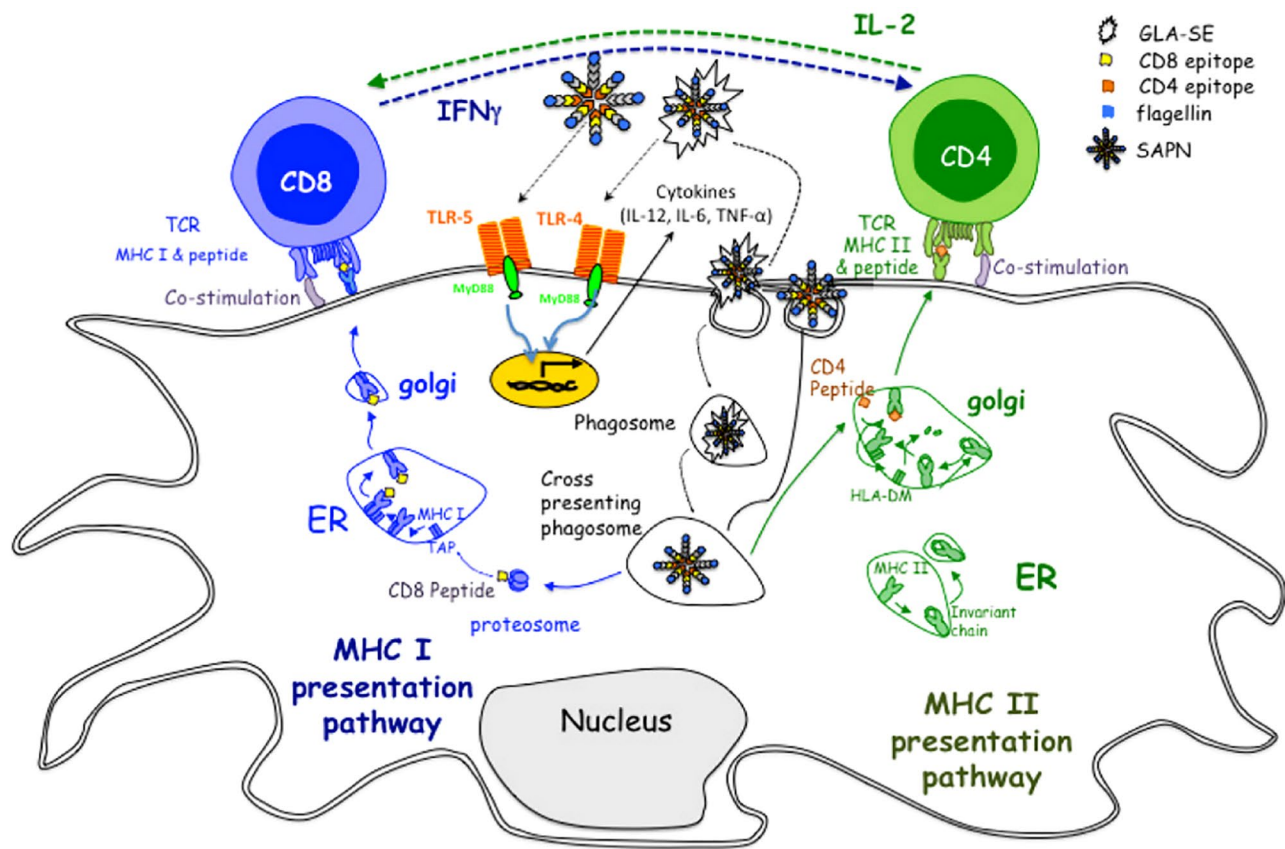 IL-2
IFNγ
GLA-SE
CD8 epitope
CD4 epitope
flagellin
SAPN
CD8
CD4
TCR
MHC I & peptide
Co-stimulation
TLR-5
TLR-4
MyD88
MyD88
Cytokines
(IL-12, IL-6, TNF-α)
TCR
MHC II
& peptide
Co-stimulation
golgi
Phagosome
CD4
Peptide
golgi
HLA-DM
Cross
presenting
phagosome
ER
MHC I
TAP
CD8 Peptide
proteosome
MHC II
ER
Invariant
chain
MHC I
presentation
pathway
Nucleus
MHC II
presentation
pathway